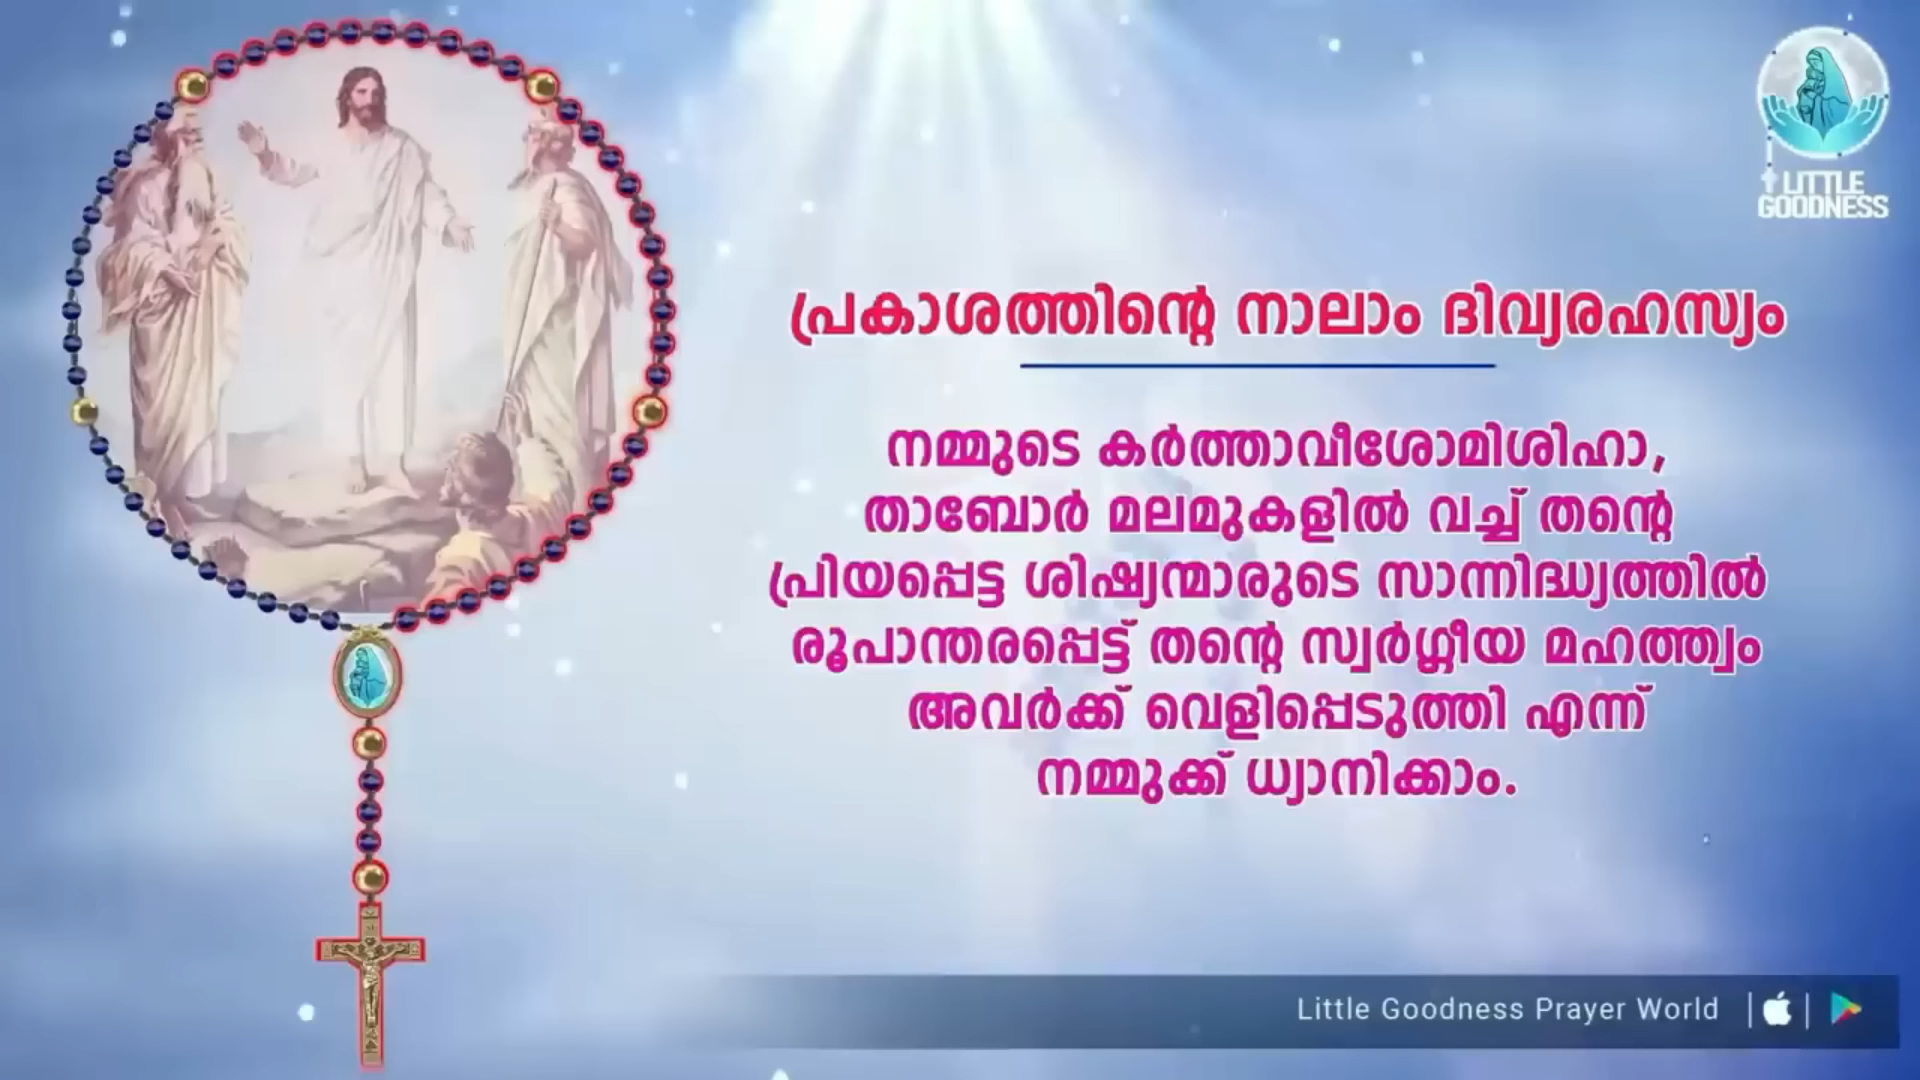 LITTLE
GOODNESS
പ്രകാശത്തിന്റെ നാലാം ദിവ്യരഹസ്യം
നമ്മുടെ കർത്താവീശോമിശിഹാ,
താബോർ മലമുകളിൽ വച്ച് തന്റെ
പ്രിയപ്പെട്ട ശിഷ്യന്മാരുടെ സാന്നിദ്ധ്യത്തിൽ
രൂപാന്തരപ്പെട്ട് തന്റെ സ്വർഗ്ഗീയ മഹത്ത്വം
അവർക്ക് വെളിപ്പെടുത്തി എന്ന്
നമ്മുക്ക് ധ്യാനിക്കാം.
Little Goodness Prayer World